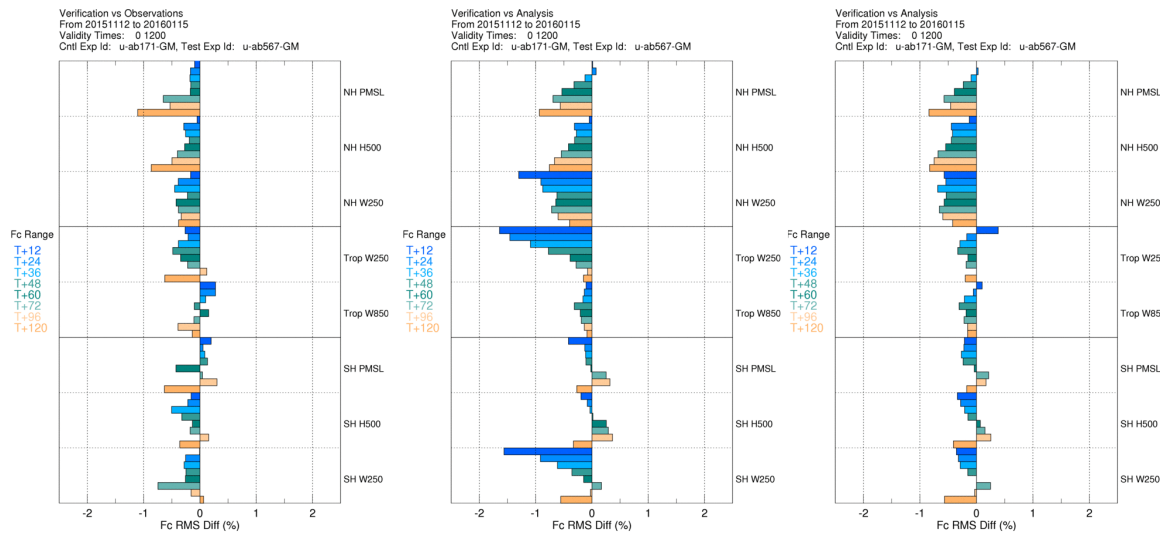 Verification vs Observations
From 20151112 to 20160115
Validity Times: 0 1200
Cntl Exp Id: u-ab171-GM, Test Exp Id: u-ab567-GM
NH PMSL
NH H500
NH W250
Trop W250
Trop W850
SH PMSL
SH H500
SH W250
Fc Range
T+12
T+24
T+36
T+48
T+60
T+72
T+96
T+120
-2 -1 0 1 2
Fc RMS Diff (%)
Verification vs Analysis
From 20151112 to 20160115
Validity Times: 0 1200
Cntl Exp Id: u-ab171-GM, Test Exp Id: u-ab567-GM
NH PMSL
NH H500
NH W250
Trop W250
Trop W850
SH PMSL
SH H500
SH W250
Fc Range
T+12
T+24
T+36
T+48
T+60
T+72
T+96
T+120
-2 -1 0 1 2
Fc RMS Diff (%)
Verification vs Analysis
From 20151112 to 20160115
Validity Times: 0 1200
Cntl Exp Id: u-ab171-GM, Test Exp Id: u-ab567-GM
NH PMSL
NH H500
NH W250
Trop W250
Trop W850
SH PMSL
SH H500
SH W250
Fc Range
T+12
T+24
T+36
T+48
T+60
T+72
T+96
T+120
-2 -1 0 1 2
Fc RMS Diff (%)